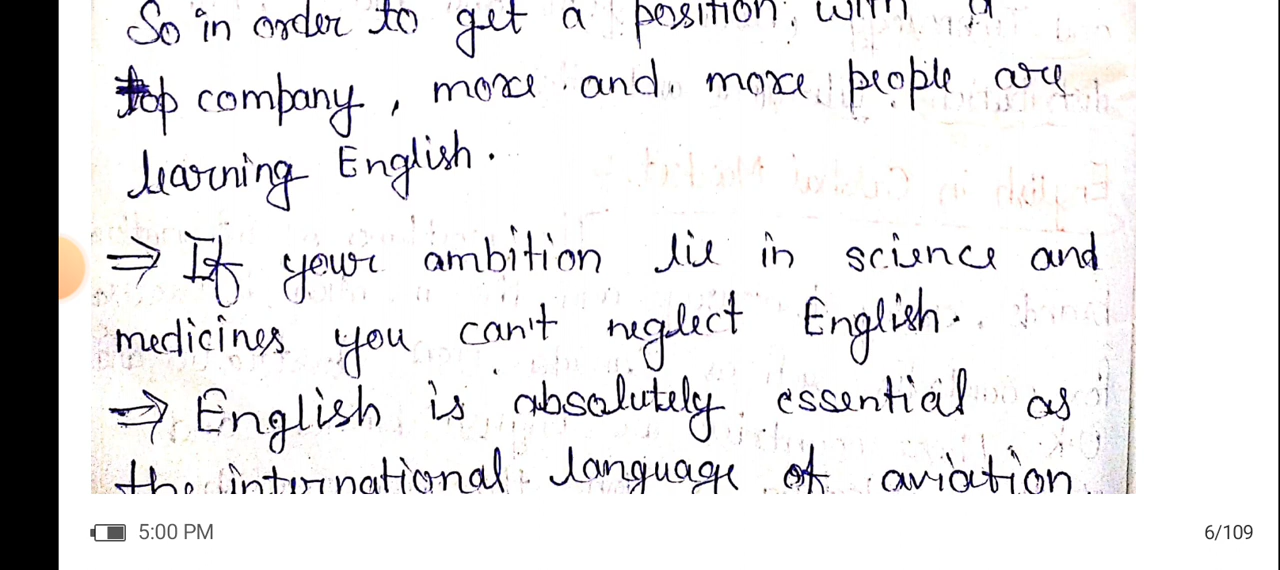 So in order to get a position, with a
top company, more and more people are
learning English.
⇒ If your ambition lie in science and
medicines you can't neglect English.
⇒ English is absolutely essential as
the international language of aviation
5:00 PM
6/109